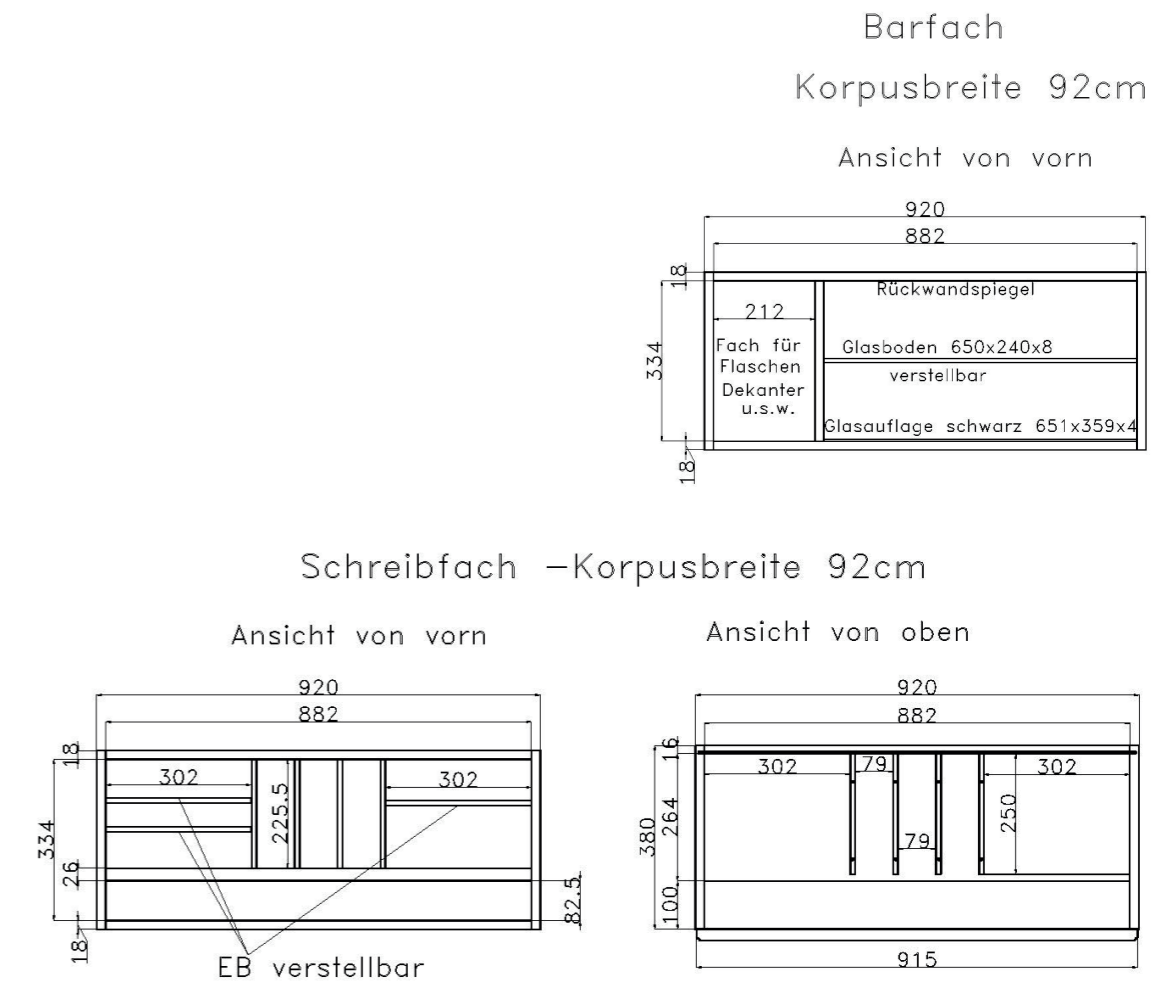 Barfach
Korpusbreite 92cm
Ansicht von vorn
920
882
18
Rückwandspiegel
212
334
Fach für
Flaschen
Dekanter
u.s.w.
Glasboden 650x240x8
verstellbar
Glasauflage schwarz 651x359x4
18
Schreibfach -Korpusbreite 92cm
Ansicht von vorn
920
882
18
302
302
225.5
334
26
82.5
18
EB verstellbar
Ansicht von oben
920
882
16
302
79
302
264
250
380
79
100
915